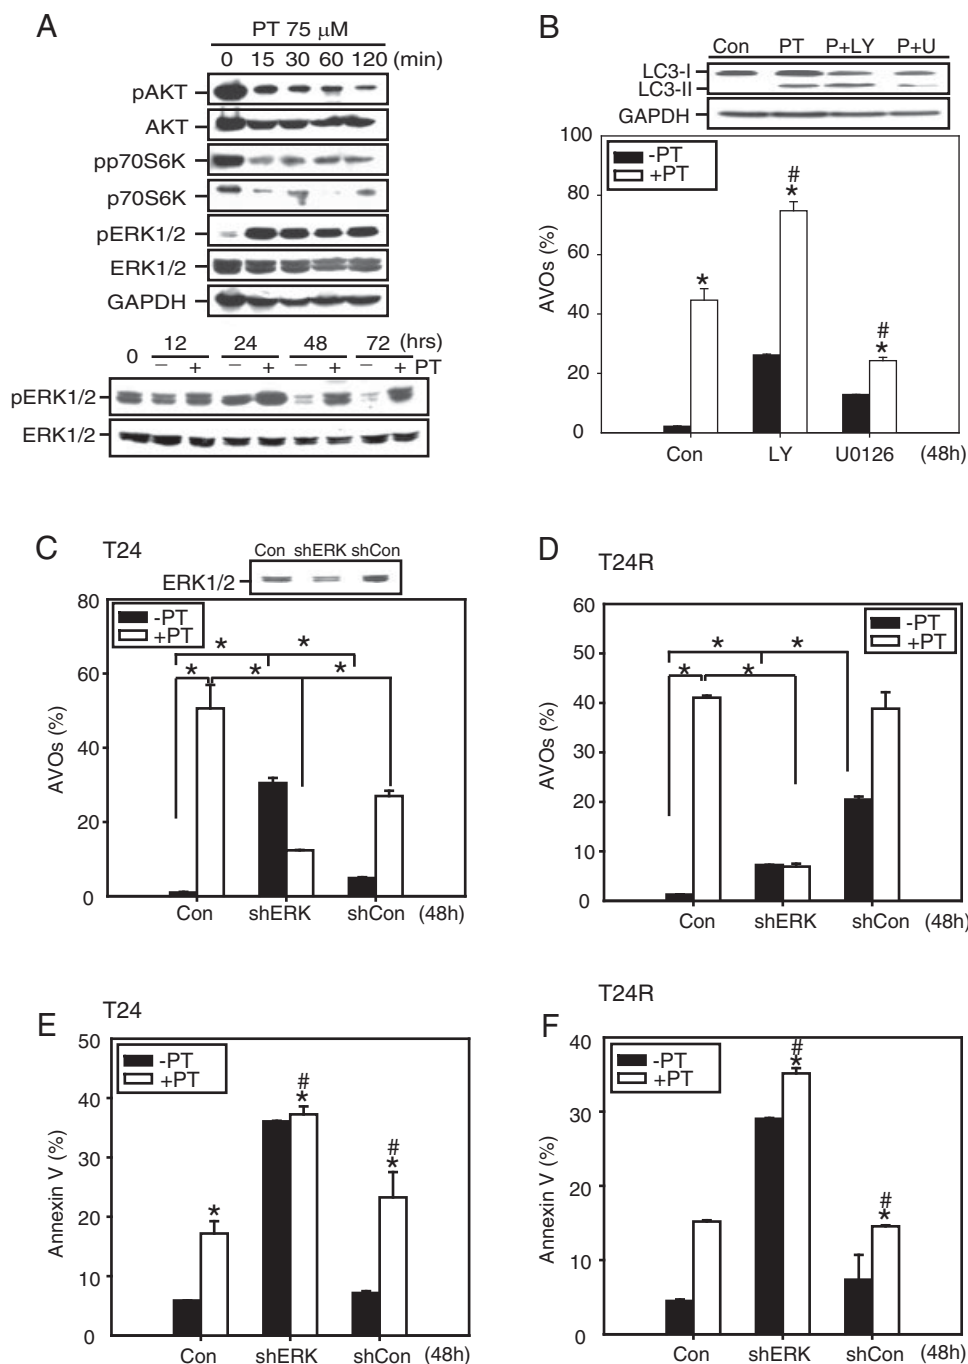 A
PT 75 μM
0 15 30 60 120 (min)
pAKT
AKT
pp70S6K
p70S6K
pERK1/2
ERK1/2
GAPDH
0 12 24 48 72 (hrs)
− + − + − + − + PT
pERK1/2
ERK1/2
B
Con PT P+LY P+U
LC3-I
LC3-II
GAPDH
100
80
60
40
20
0
AVOs (%)
-PT
+PT
*
#
*
#
*
Con LY U0126 (48h)
C T24
Con shERK shCon
ERK1/2
80
60
40
20
0
AVOs (%)
-PT
+PT
* *
* * *
Con shERK shCon (48h)
D T24R
60
50
40
30
20
10
0
AVOs (%)
-PT
+PT
* *
* *
Con shERK shCon (48h)
E T24
50
40
30
20
10
0
Annexin V (%)
-PT
+PT
*
#
*
#
*
Con shERK shCon (48h)
F T24R
40
30
20
10
0
Annexin V (%)
-PT
+PT
#
*
#
*
Con shERK shCon (48h)